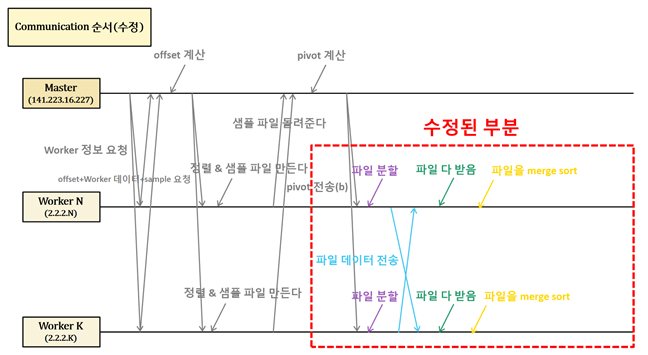 Communication 순서(수정)
offset 계산
pivot 계산
Master
(141.223.16.227)
샘플 파일 돌려준다
수정된 부분
Worker 정보 요청
정렬 & 샘플 파일 만든다
파일 분할
파일 다 받음
파일을 merge sort
offset+Worker 데이터+sample 요청
pivot 전송(b)
Worker N
(2.2.2.N)
파일 데이터 전송
정렬 & 샘플 파일 만든다
파일 분할
파일 다 받음
파일을 merge sort
Worker K
(2.2.2.K)